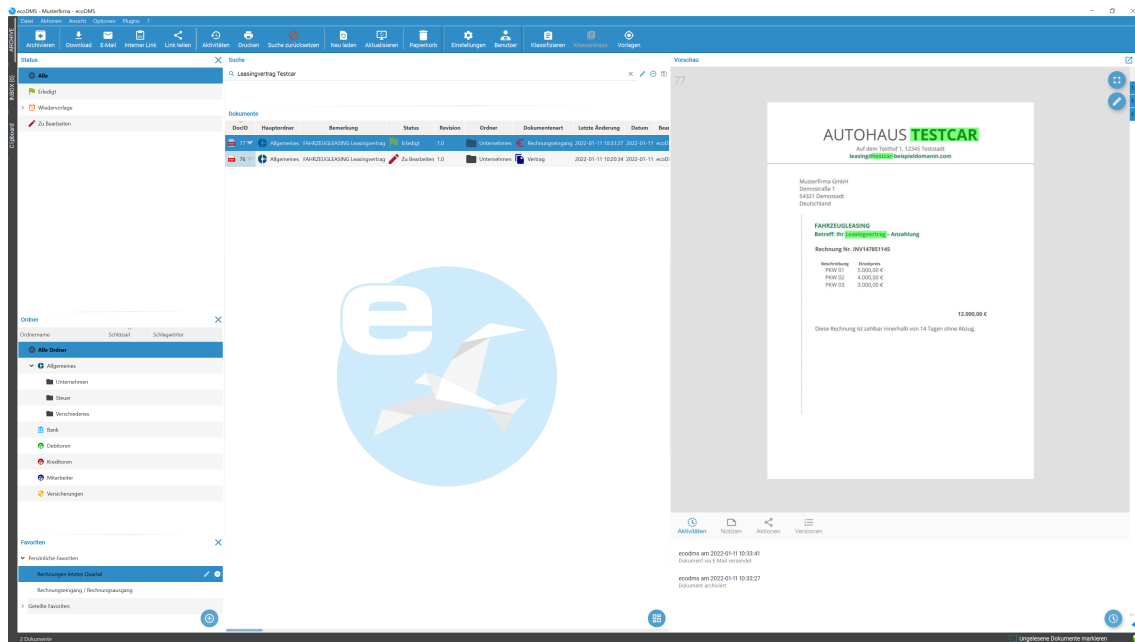 ecoDMS - Musterfirma - ecoDMS
Datei Aktionen Ansicht Optionen Plugins ?
Archivieren Download E-Mail Interner Link Link teilen Aktivitäten Drucken Suche zurücksetzen Neu laden Aktualisieren Papierkorb Einstellungen Benutzer Klassifizieren Massenklass. Vorlagen
ARCHIVE
INBOX (0)
Clipboard
Status
Alle
Erledigt
Wiedervorlage
Zu Bearbeiten
Ordner
Ordnername Schlüssel Schlagwörter
Alle Ordner
Allgemeines
Unternehmen
Steuer
Verschiedenes
Bank
Debitoren
Kreditoren
Mitarbeiter
Versicherungen
Favoriten
Persönliche Favoriten
Rechnungen letztes Quartal
Rechnungseingang / Rechnungsausgang
Geteilte Favoriten
2 Dokumente
Suche
Leasingvertrag Testcar
Dokumente
DocID Hauptordner Bemerkung Status Revision Ordner Dokumentenart Letzte Änderung Datum Bear
77 Allgemeines FAHRZEUGLEASING Leasingvertrag Erledigt 1.0 Unternehmen Rechnungseingang 2022-01-11 10:33:27 2022-01-11 ecoD
76 Allgemeines FAHRZEUGLEASING Leasingvertrag Zu Bearbeiten 1.0 Unternehmen Vertrag 2022-01-11 10:20:34 2022-01-11 ecoD
e
Vorschau
77
AUTOHAUS TESTCAR
Auf dem Testhof 1, 12345 Teststadt
leasing@testcar-beispieldomanin.com
Musterfirma GmbH
Demostraße 1
54321 Demostadt
Deutschland
FAHRZEUGLEASING
Betreff: Ihr Leasingvertrag – Anzahlung
Rechnung Nr. INV147851145
Beschreibung Einzelpreis
PKW 01 5.000,00 €
PKW 02 4.000,00 €
PKW 03 3.000,00 €
12.000,00 €
Diese Rechnung ist zahlbar innerhalb von 14 Tagen ohne Abzug.
Aktivitäten Notizen Aktionen Versionen
ecodms am 2022-01-11 10:33:41
Dokument via E-Mail versendet
ecodms am 2022-01-11 10:33:27
Dokument archiviert
Ungelesene Dokumente markieren